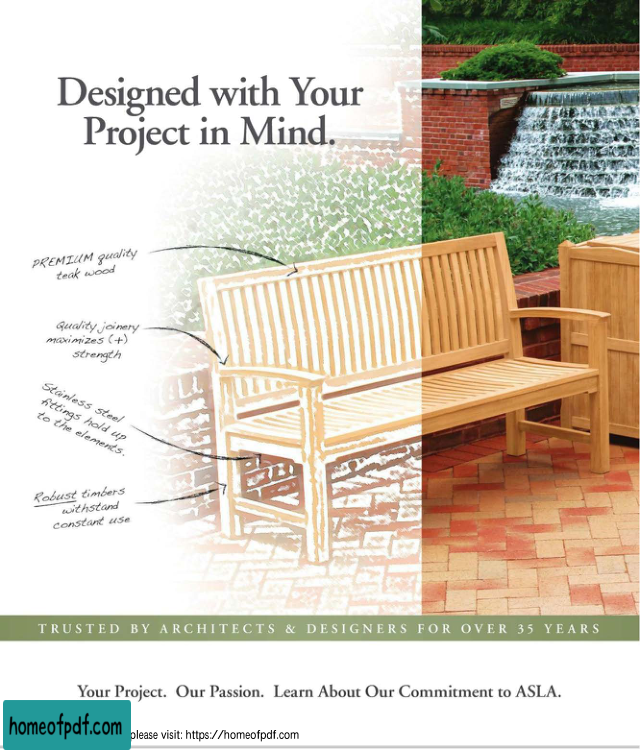 Designed with Your
Project in Mind.
PREMIUM quality
teak wood
Quality joinery
maximizes (+)
strength
Stainless steel
fittings hold up
to the elements.
Robust timbers
withstand
constant use
TRUSTED BY ARCHITECTS & DESIGNERS FOR OVER 35 YEARS
Your Project. Our Passion. Learn About Our Commitment to ASLA.
homeofpdf.com
please visit: https://homeofpdf.com